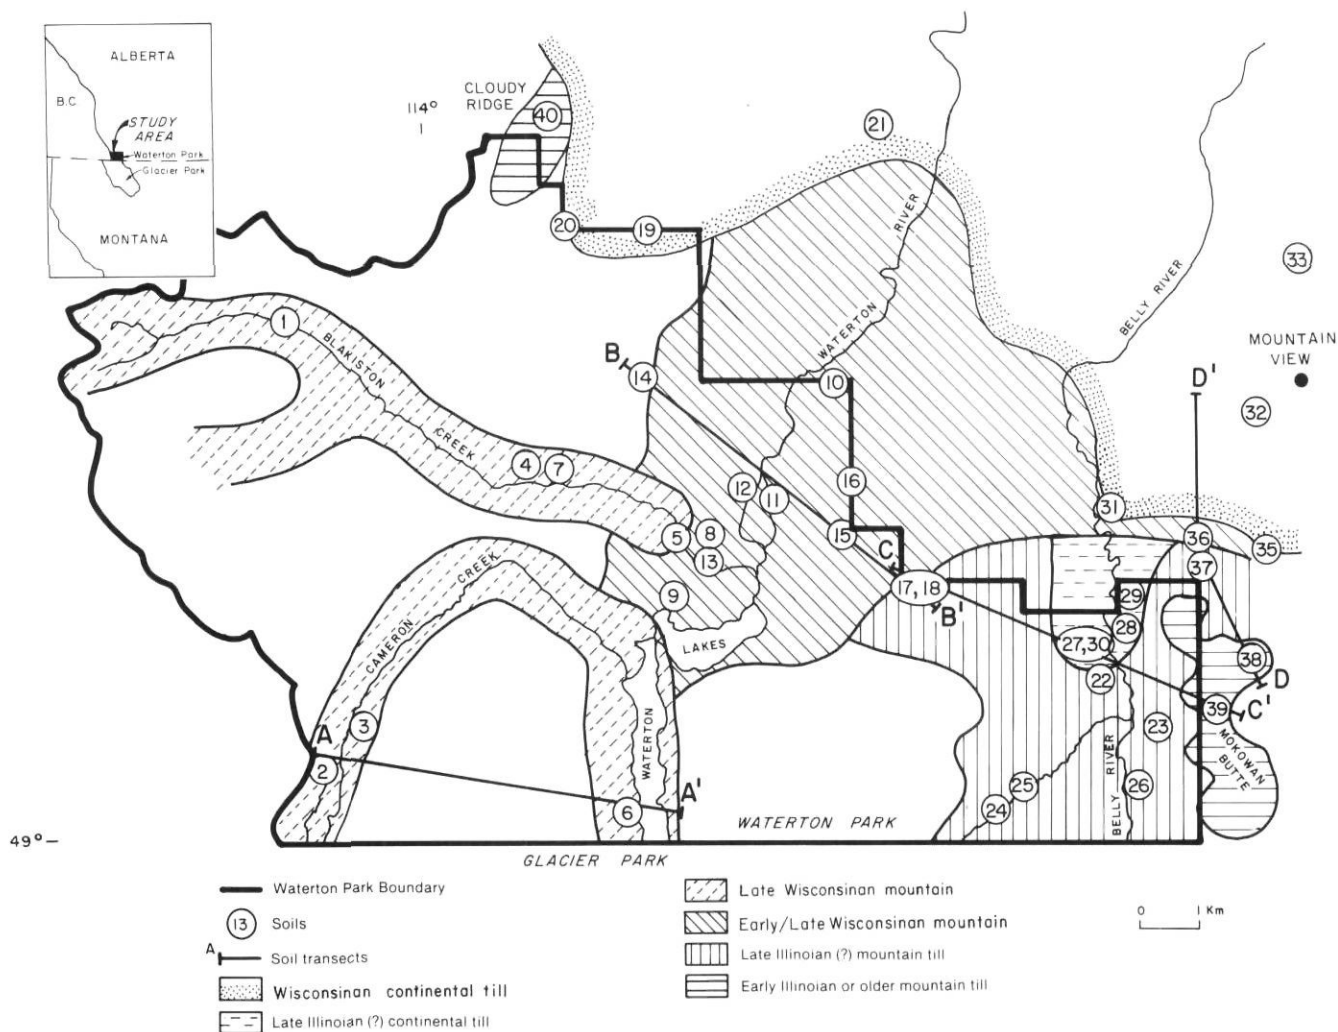 ALBERTA
B.C
STUDY
AREA
Waterton Park
Glacier Park
MONTANA
CLOUDY
RIDGE
114°
40
21
20
19
33
1
BLAKISTON
CREEK
WATERTON
RIVER
BELLY RIVER
MOUNTAIN
VIEW
B
14
10
D'
32
4
7
12
11
16
31
5
8
13
15
C
36
35
37
17, 18
B'
9
LAKES
29
28
27,30
22
38
D
39
C'
CAMERON
CREEK
3
A
2
WATERTON
6
A'
23
MOKOWAN
BUTTE
BELLY
RIVER
25
24
26
WATERTON PARK
49°
GLACIER PARK
Waterton Park Boundary
13
Soils
A
Soil transects
Wisconsinan continental till
Late Illinoian (?) continental till
Late Wisconsinan mountain
Early/Late Wisconsinan mountain
Late Illinoian (?) mountain till
Early Illinoian or older mountain till
0 1 Km